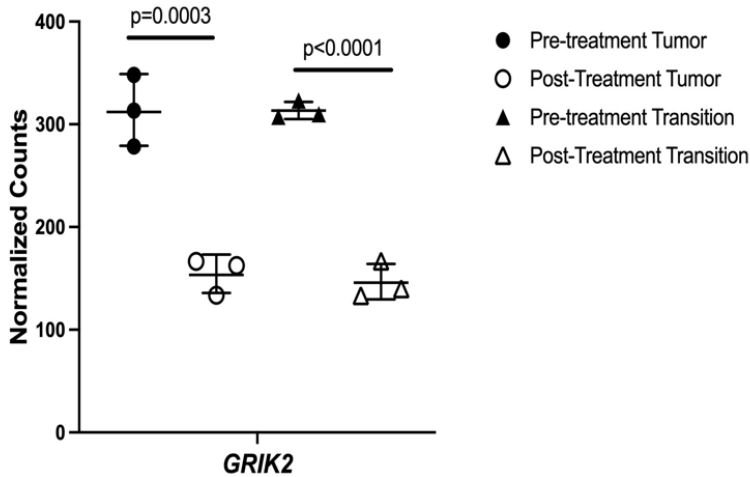 p=0.0003
p<0.0001
400
300
200
100
0
Normalized Counts
GRIK2
Pre-treatment Tumor
Post-Treatment Tumor
Pre-treatment Transition
Post-Treatment Transition